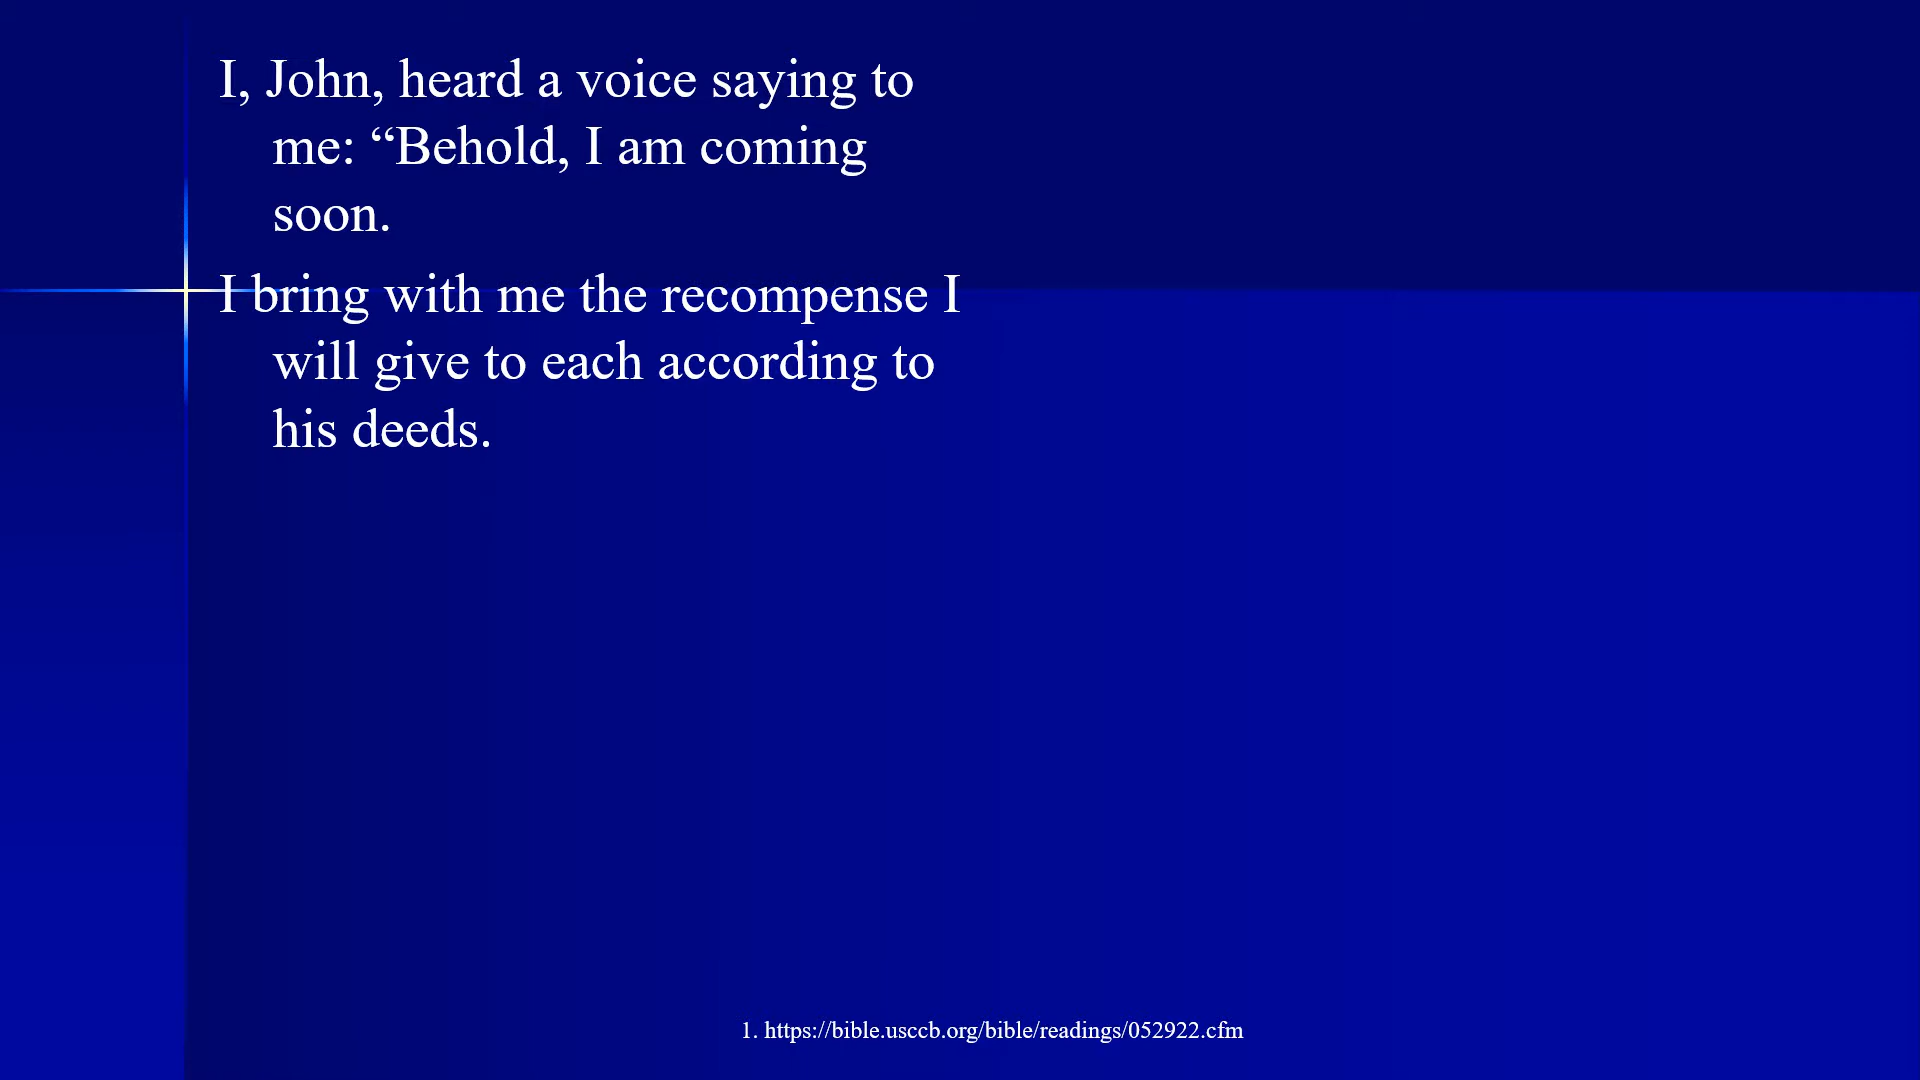 I, John, heard a voice saying to
me: “Behold, I am coming
soon.
I bring with me the recompense I
will give to each according to
his deeds.
1. https://bible.usccb.org/bible/readings/052922.cfm